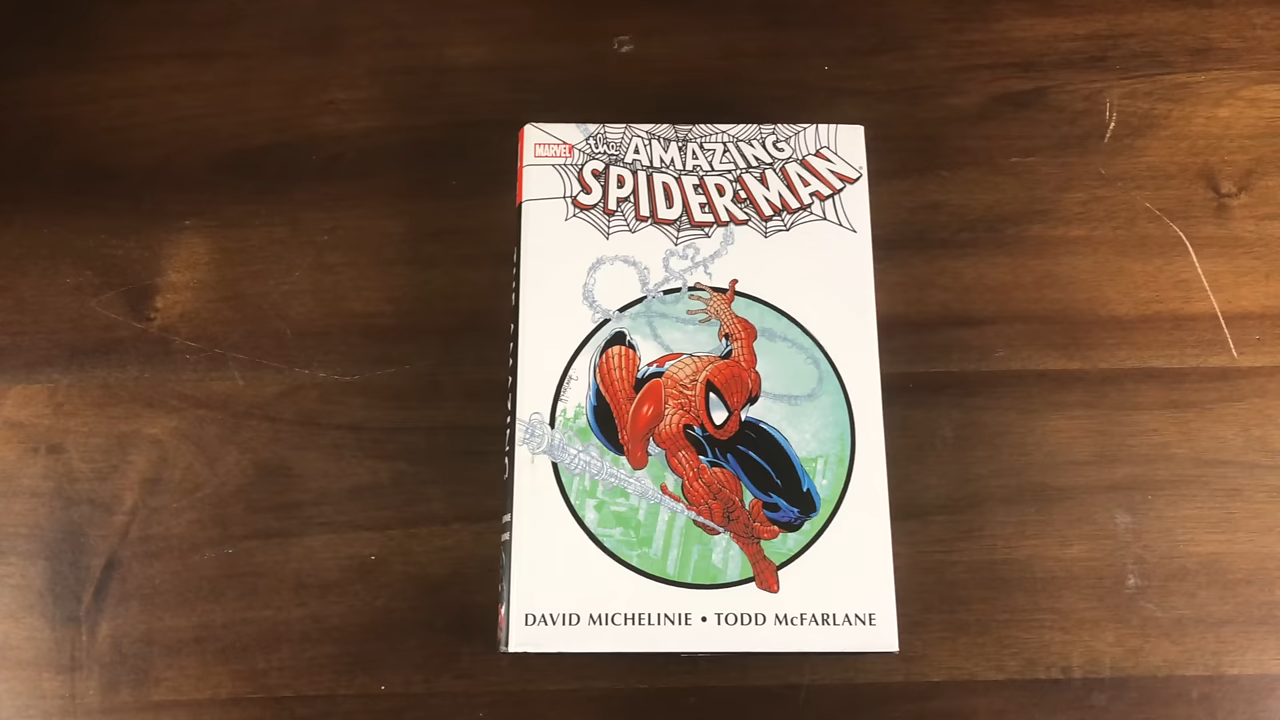 MARVEL
the AMAZING
SPIDER-MAN
DAVID MICHELINIE • TODD McFARLANE